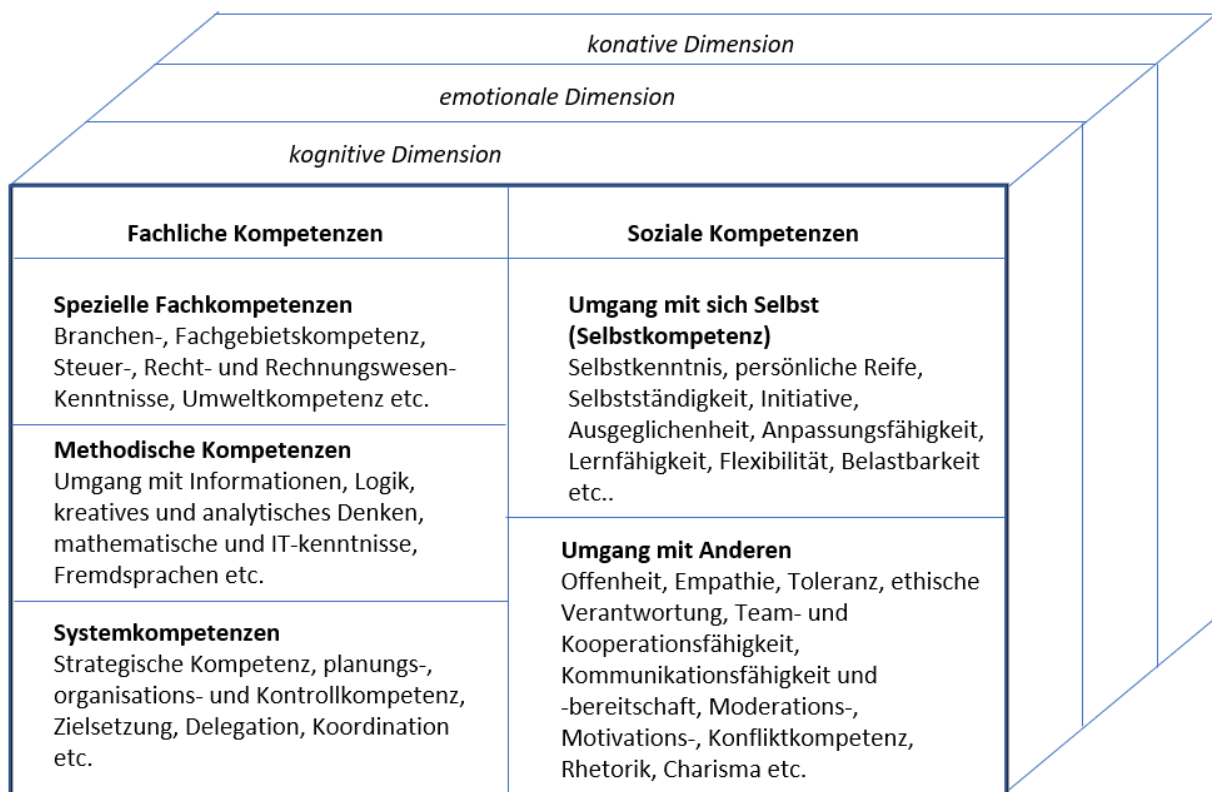 konative Dimension
emotionale Dimension
kognitive Dimension
Fachliche Kompetenzen
Spezielle Fachkompetenzen
Branchen-, Fachgebietskompetenz,
Steuer-, Recht- und Rechnungswesen-
Kenntnisse, Umweltkompetenz etc.
Methodische Kompetenzen
Umgang mit Informationen, Logik,
kreatives und analytisches Denken,
mathematische und IT-kenntnisse,
Fremdsprachen etc.
Systemkompetenzen
Strategische Kompetenz, planungs-,
organisations- und Kontrollkompetenz,
Zielsetzung, Delegation, Koordination
etc.
Soziale Kompetenzen
Umgang mit sich Selbst
(Selbstkompetenz)
Selbstkenntnis, persönliche Reife,
Selbstständigkeit, Initiative,
Ausgeglichenheit, Anpassungsfähigkeit,
Lernfähigkeit, Flexibilität, Belastbarkeit
etc..
Umgang mit Anderen
Offenheit, Empathie, Toleranz, ethische
Verantwortung, Team- und
Kooperationsfähigkeit,
Kommunikationsfähigkeit und
-bereitschaft, Moderations-,
Motivations-, Konfliktkompetenz,
Rhetorik, Charisma etc.